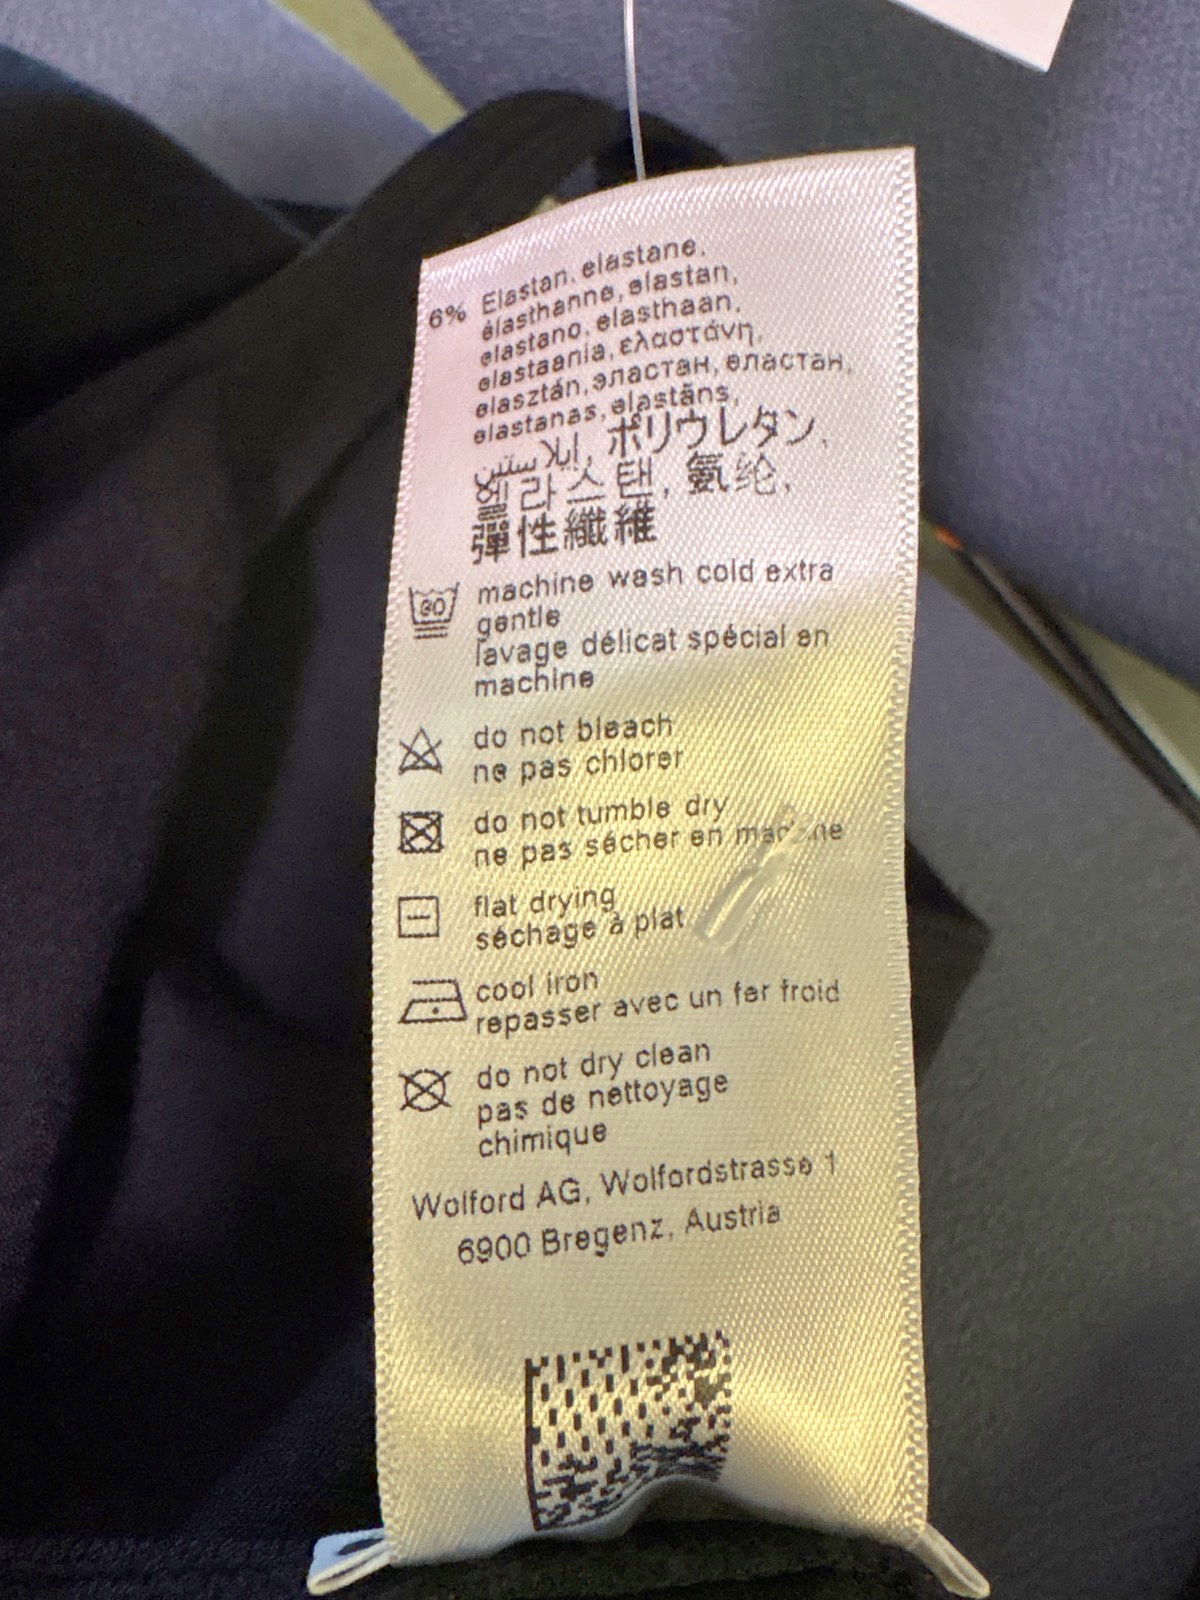 6% Elastan, elastane,
élasthanne, elastan,
elastano, elasthaan,
elastaania, ελαστάνη,
elasztán, эластан, еластан,
elastanas, elastāns,
إيلاستين, ポリウレタン,
엘라스탄, 氨纶,
彈性纖維
30 machine wash cold extra
gentle
lavage délicat spécial en
machine
do not bleach
ne pas chlorer
do not tumble dry
ne pas sécher en machine
flat drying
séchage à plat
cool iron
repasser avec un fer froid
do not dry clean
pas de nettoyage
chimique
Wolford AG, Wolfordstrasse 1
6900 Bregenz, Austria